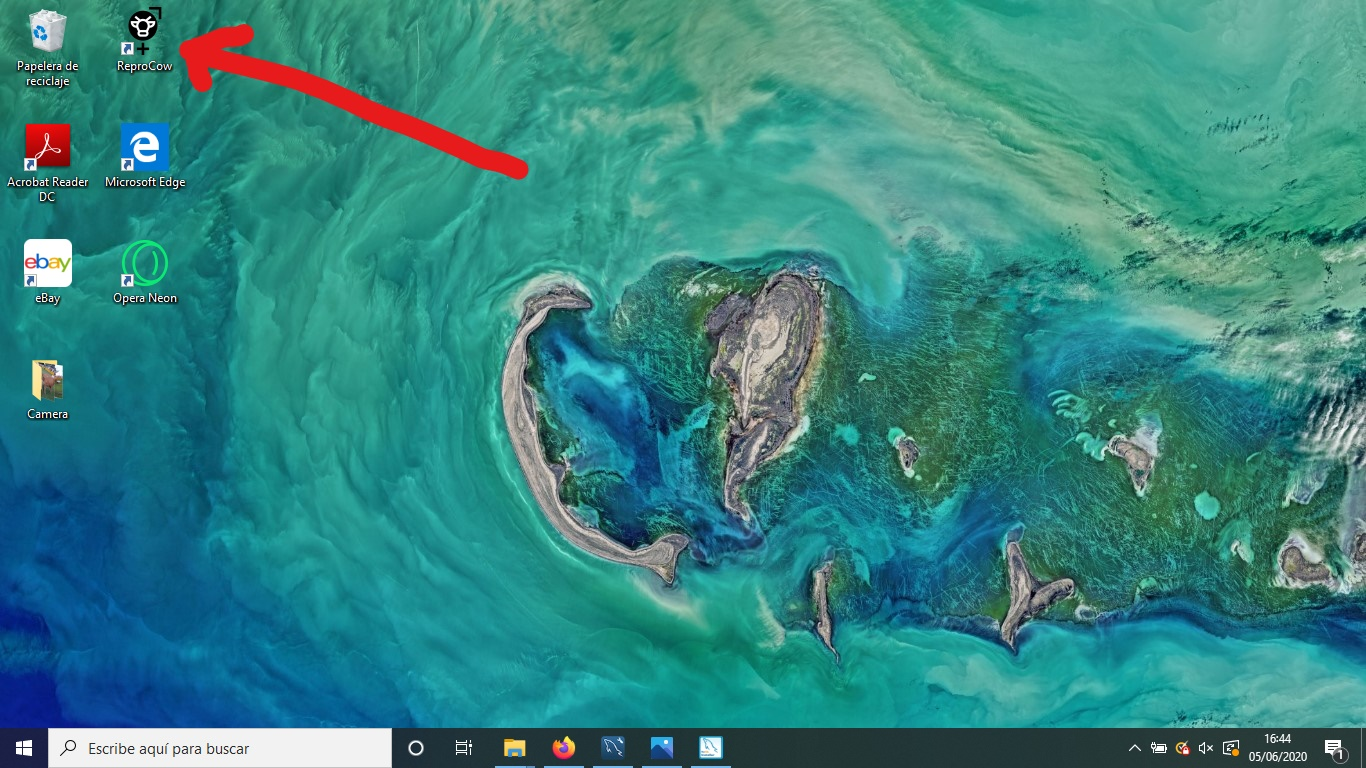 Papelera de
reciclaje
ReproCow
Acrobat Reader
DC
Microsoft Edge
ebay
eBay
Opera Neon
Camera
Escribe aquí para buscar
16:44
05/06/2020
1